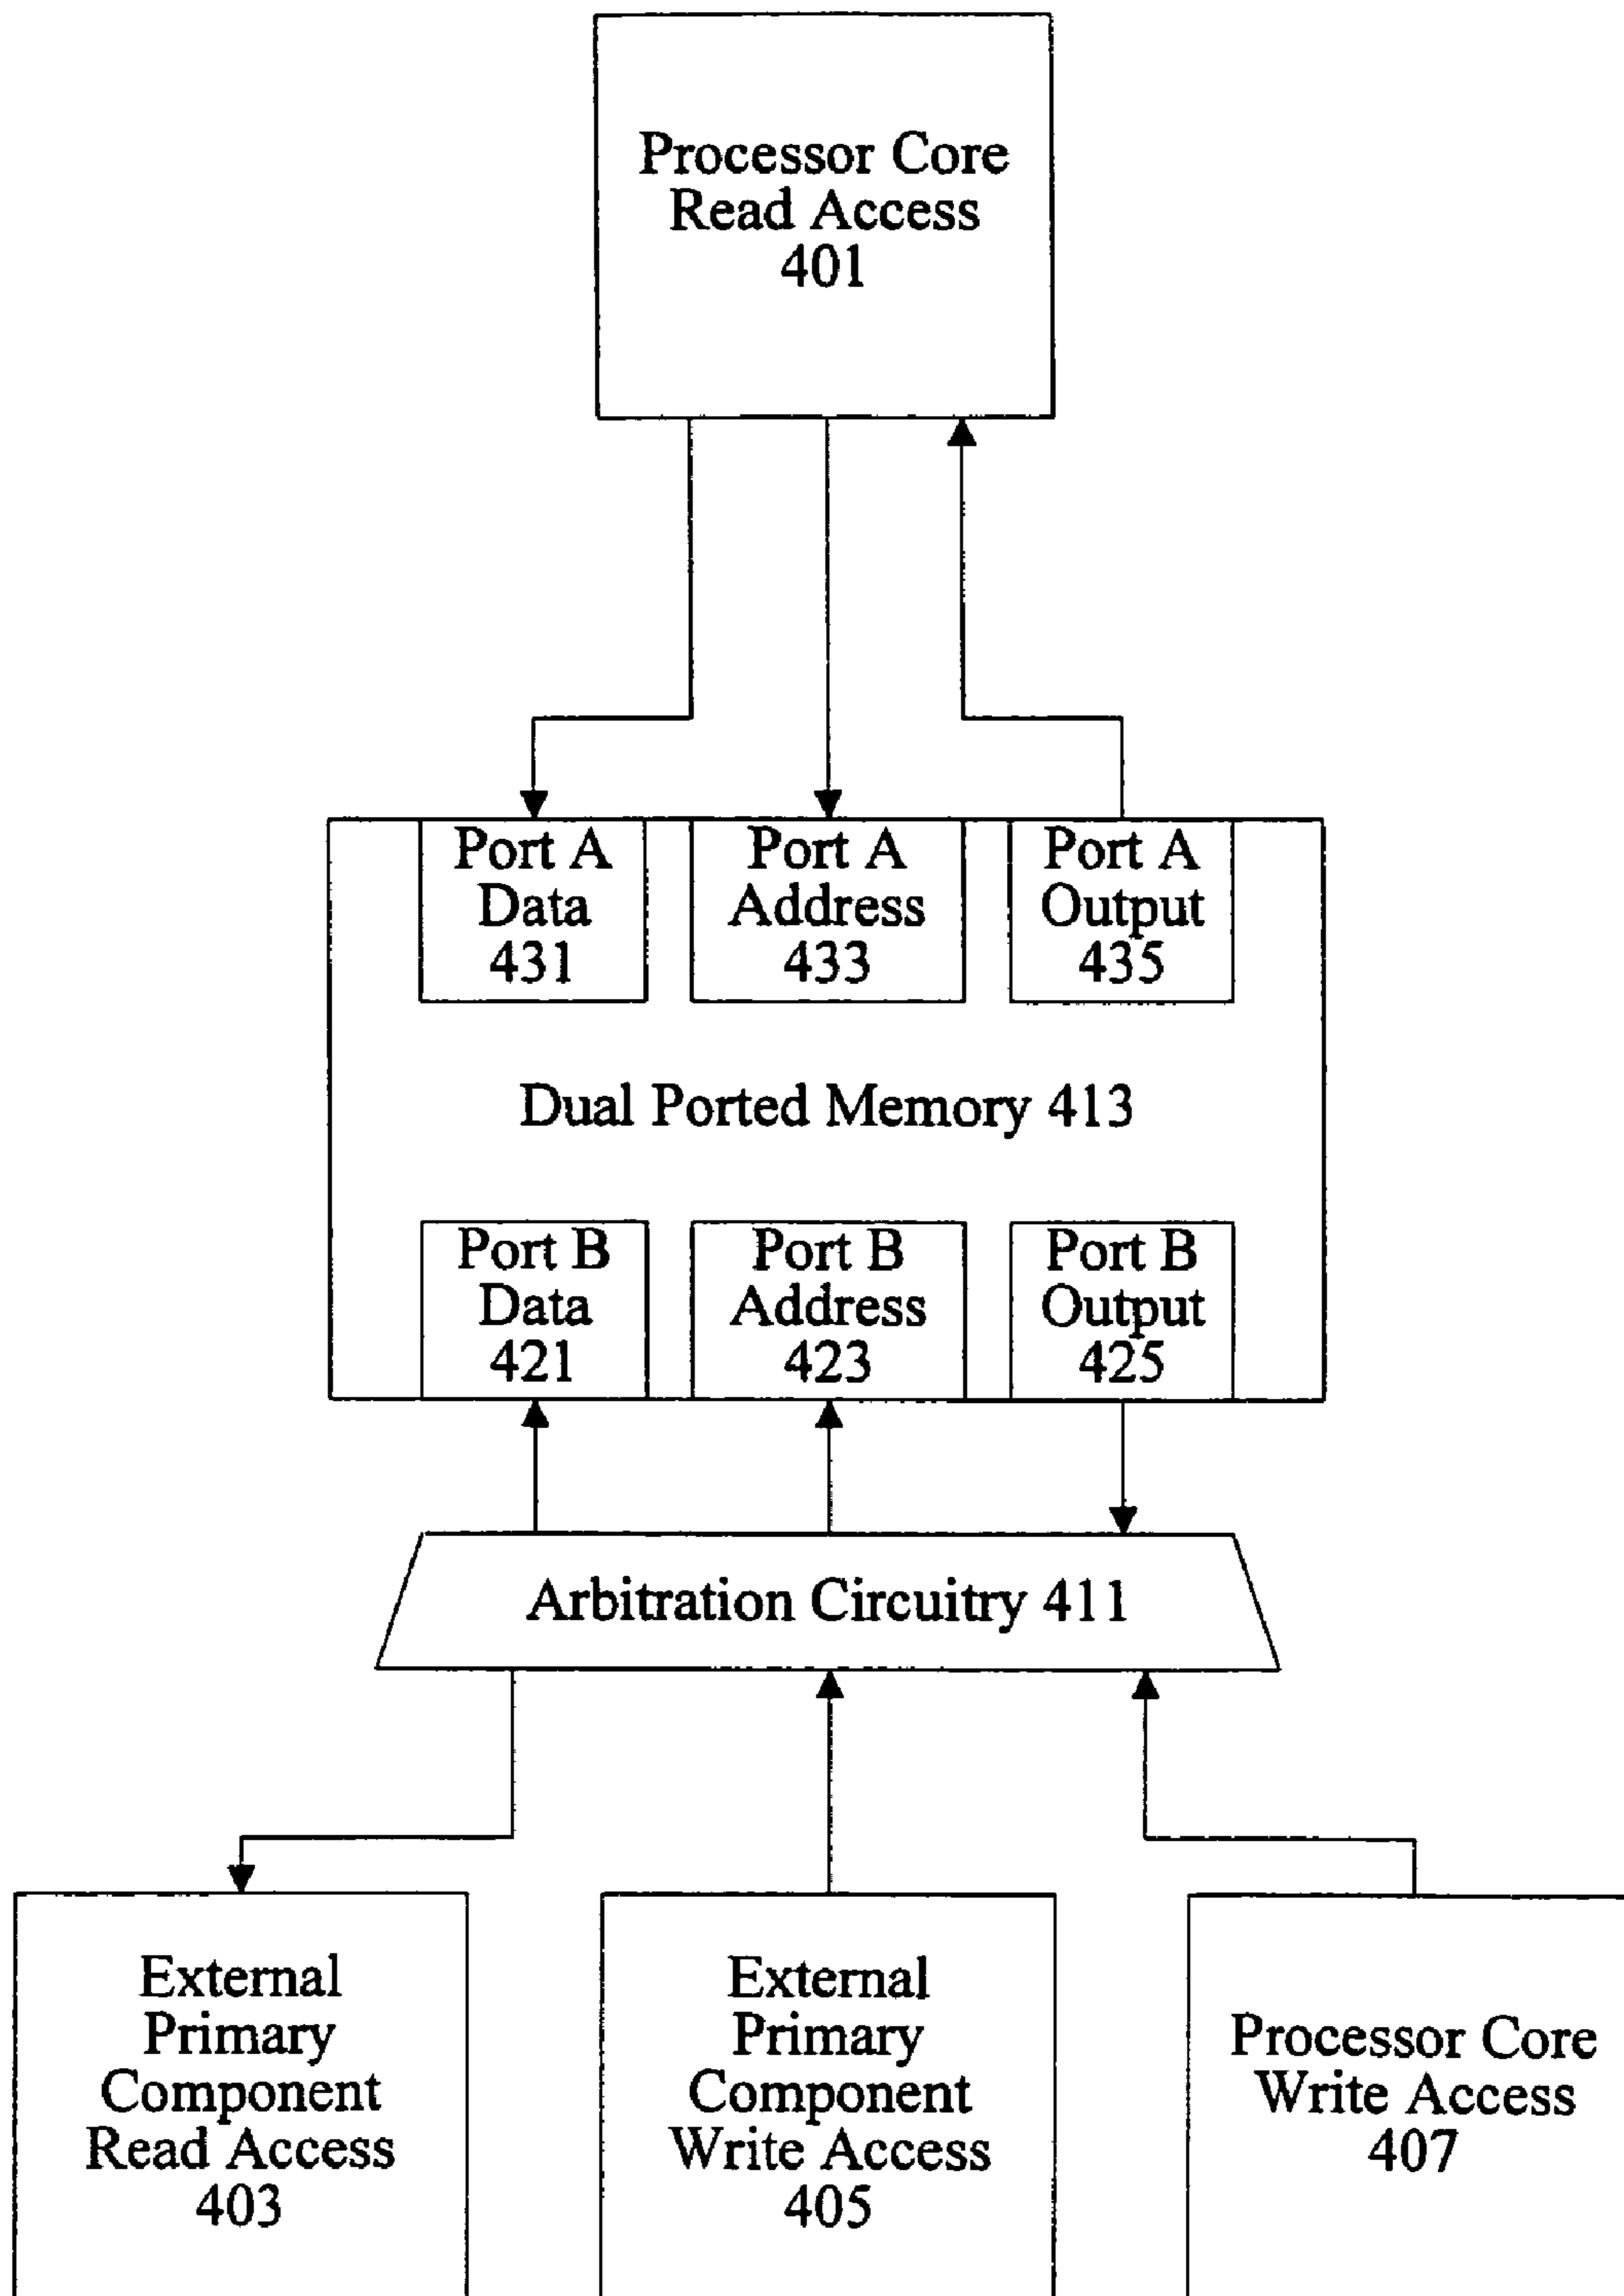 Processor Core
Read Access
401
Port A
Data
431
Port A
Address
433
Port A
Output
435
Dual Ported Memory 413
Port B
Data
421
Port B
Address
423
Port B
Output
425
Arbitration Circuitry 411
External
Primary
Component
Read Access
403
External
Primary
Component
Write Access
405
Processor Core
Write Access
407